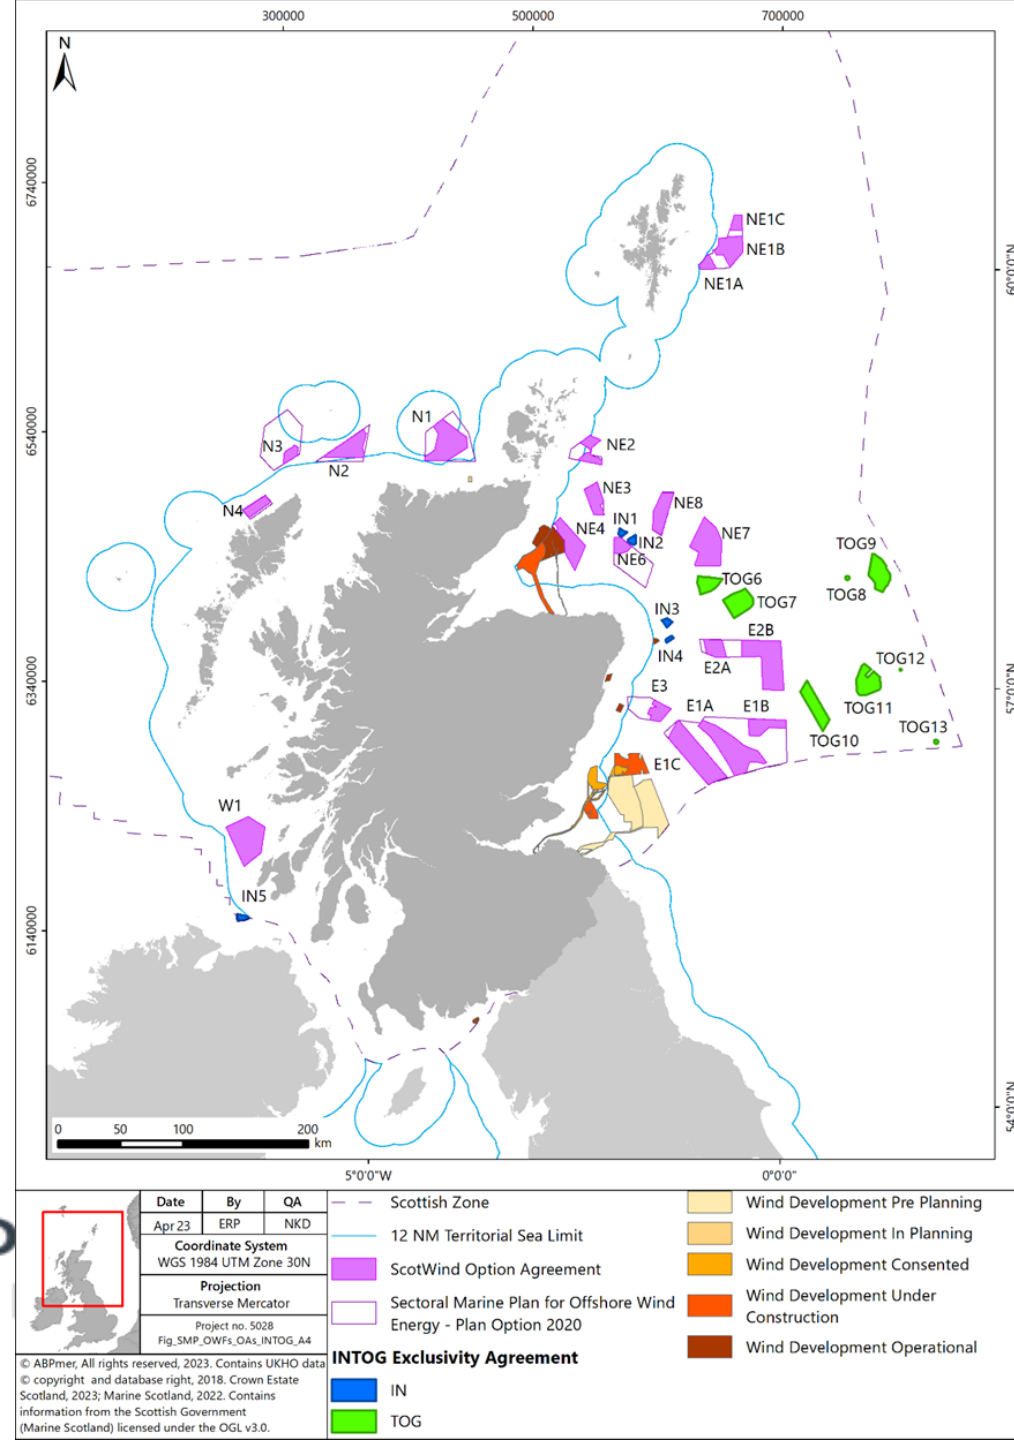 300000
500000
700000
N
6740000
NE1C
NE1B
60°0'0"N
NE1A
N1
6540000
N3
NE2
N2
NE3
NE8
N4
IN1
NE4
NE7
IN2
TOG9
NE6
TOG6
TOG8
TOG7
IN3
E2B
IN4
TOG12
E2A
6340000
57°0'0"N
E3
E1A
E1B
TOG11
TOG13
TOG10
E1C
W1
IN5
6140000
54°0'0"N
0
50
100
200
km
5°0'0"W
0°0'0"
Date
By
QA
Apr 23
ERP
NKD
Coordinate System
WGS 1984 UTM Zone 30N
Projection
Transverse Mercator
Project no. 5028
Fig_SMP_OWFs_OAs_INTOG_A4
© ABPmer, All rights reserved, 2023. Contains UKHO data
© copyright and database right, 2018. Crown Estate
Scotland, 2023; Marine Scotland, 2022. Contains
information from the Scottish Government
(Marine Scotland) licensed under the OGL v3.0.
Scottish Zone
12 NM Territorial Sea Limit
ScotWind Option Agreement
Sectoral Marine Plan for Offshore Wind
Energy - Plan Option 2020
INTOG Exclusivity Agreement
IN
TOG
Wind Development Pre Planning
Wind Development In Planning
Wind Development Consented
Wind Development Under
Construction
Wind Development Operational